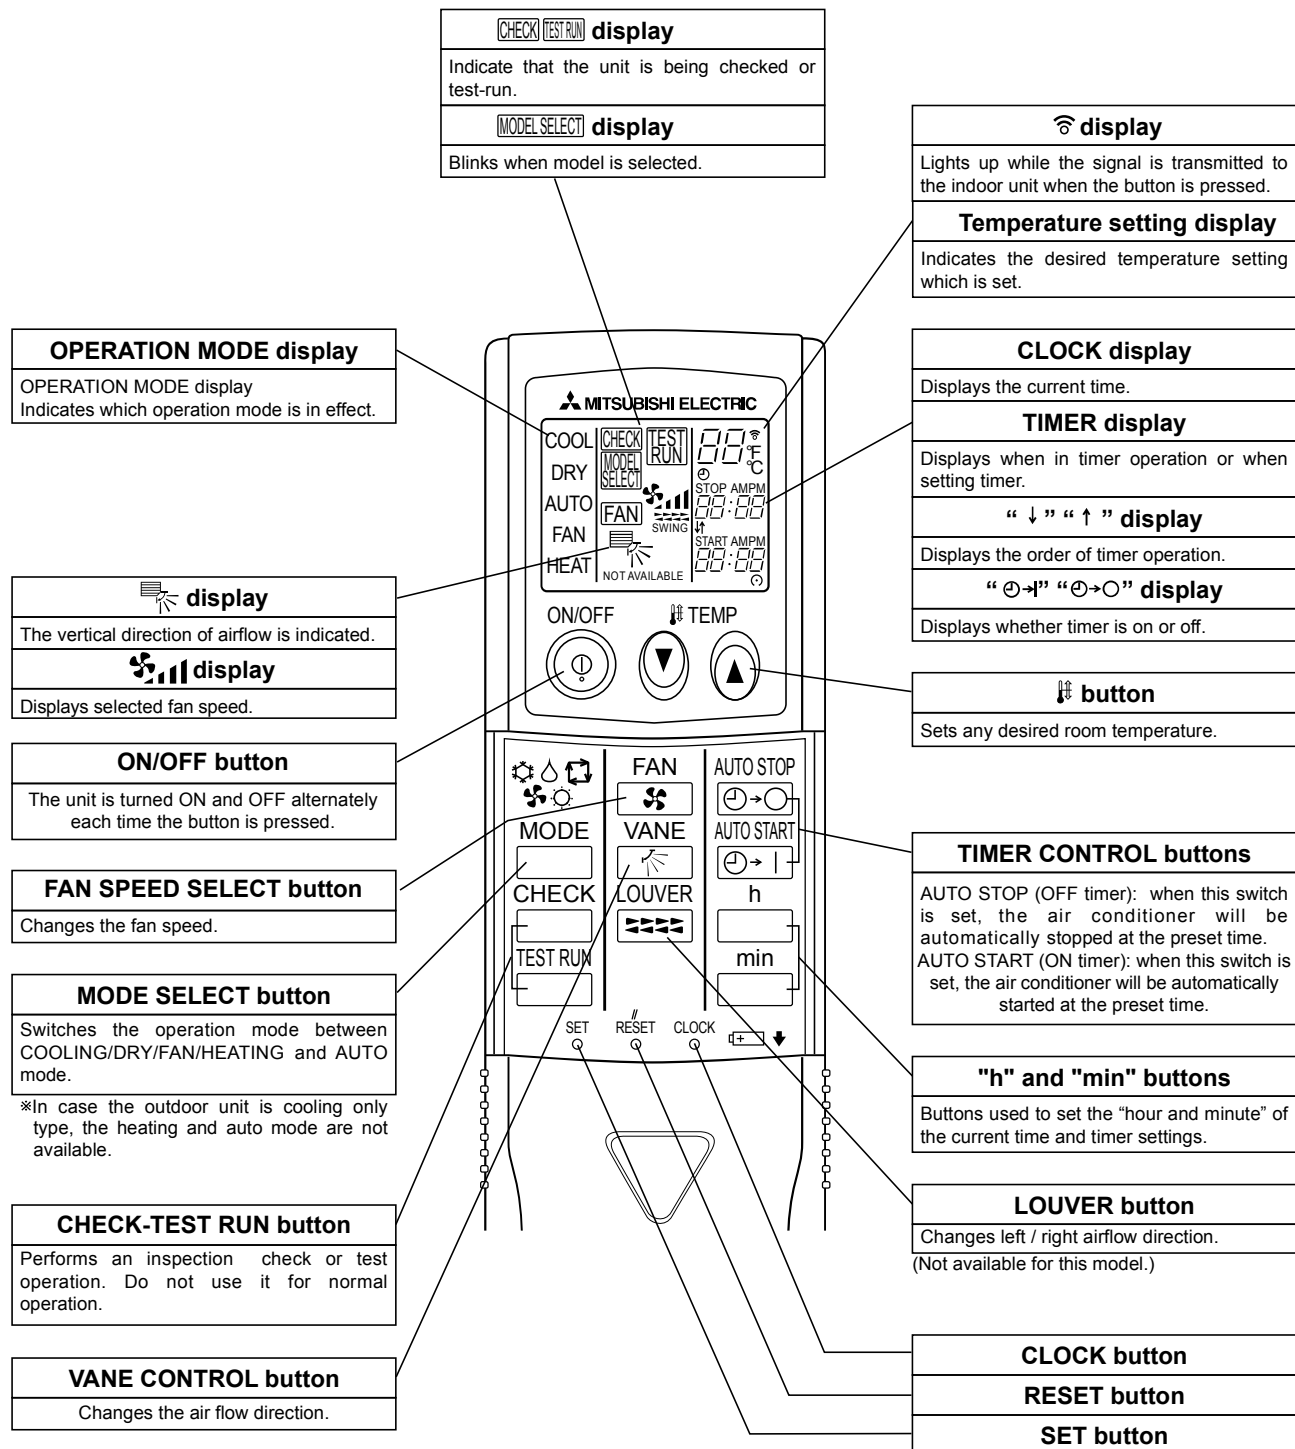 CHECK TEST RUN display
Indicate that the unit is being checked or
test-run.
MODEL SELECT display
Blinks when model is selected.
display
Lights up while the signal is transmitted to
the indoor unit when the button is pressed.
Temperature setting display
Indicates the desired temperature setting
which is set.
OPERATION MODE display
OPERATION MODE display
Indicates which operation mode is in effect.
CLOCK display
Displays the current time.
TIMER display
Displays when in timer operation or when
setting timer.
“ ↓ ” “ ↑ ” display
Displays the order of timer operation.
“ →I” “ →○” display
Displays whether timer is on or off.
display
The vertical direction of airflow is indicated.
display
Displays selected fan speed.
button
Sets any desired room temperature.
ON/OFF button
The unit is turned ON and OFF alternately
each time the button is pressed.
FAN SPEED SELECT button
Changes the fan speed.
MODE SELECT button
Switches the operation mode between
COOLING/DRY/FAN/HEATING and AUTO
mode.
※In case the outdoor unit is cooling only
type, the heating and auto mode are not
available.
CHECK-TEST RUN button
Performs an inspection check or test
operation. Do not use it for normal
operation.
VANE CONTROL button
Changes the air flow direction.
MITSUBISHI ELECTRIC
COOL
DRY
AUTO
FAN
HEAT
CHECK
TEST
RUN
MODEL
SELECT
FAN
SWING
NOT AVAILABLE
88
°F
°C
STOP AMPM
88:88
↓↑
START AMPM
88:88
ON/OFF
TEMP
MODE
CHECK
TEST RUN
FAN
VANE
LOUVER
AUTO STOP
AUTO START
h
min
SET
RESET
CLOCK
TIMER CONTROL buttons
AUTO STOP (OFF timer): when this switch
is set, the air conditioner will be
automatically stopped at the preset time.
AUTO START (ON timer): when this switch is
set, the air conditioner will be automatically
started at the preset time.
"h" and "min" buttons
Buttons used to set the “hour and minute” of
the current time and timer settings.
LOUVER button
Changes left / right airflow direction.
(Not available for this model.)
CLOCK button
RESET button
SET button